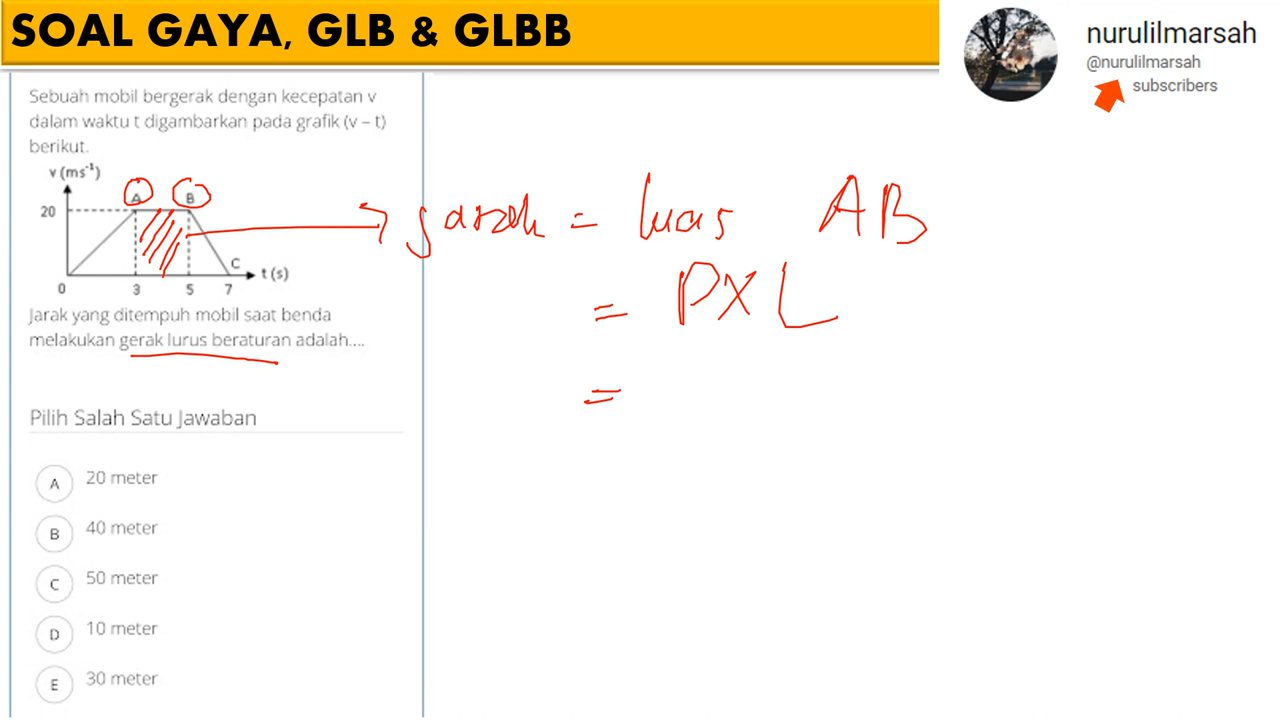 SOAL GAYA, GLB & GLBB
nurulilmarsah
@nurulilmarsah
subscribers
Sebuah mobil bergerak dengan kecepatan v
dalam waktu t digambarkan pada grafik (v – t)
berikut.
v (ms⁻¹)
A B
20
C
t (s)
0 3 5 7
Jarak = luas AB
= P X L
=
Jarak yang ditempuh mobil saat benda
melakukan gerak lurus beraturan adalah....
Pilih Salah Satu Jawaban
A 20 meter
B 40 meter
C 50 meter
D 10 meter
E 30 meter